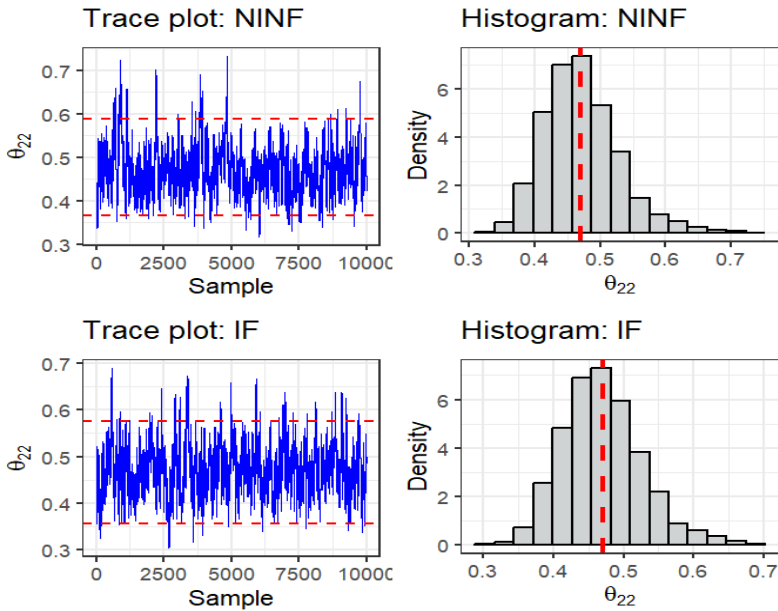 Trace plot: NINF
θ22
0.7
0.6
0.5
0.4
0.3
0 2500 5000 7500 10000
Sample
Histogram: NINF
Density
6
4
2
0
0.3 0.4 0.5 0.6 0.7
θ22
Trace plot: IF
θ22
0.7
0.6
0.5
0.4
0.3
0 2500 5000 7500 10000
Sample
Histogram: IF
Density
6
4
2
0
0.3 0.4 0.5 0.6 0.7
θ22